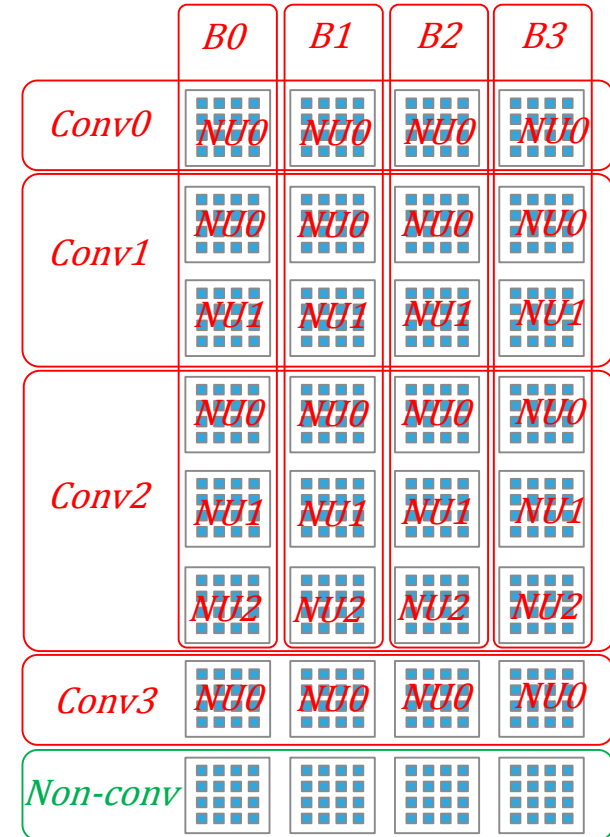 B0 B1 B2 B3
Conv0 NU0 NU0 NU0 NU0
Conv1
NU0 NU0 NU0 NU0
NU1 NU1 NU1 NU1
Conv2
NU0 NU0 NU0 NU0
NU1 NU1 NU1 NU1
NU2 NU2 NU2 NU2
Conv3 NU0 NU0 NU0 NU0
Non-conv